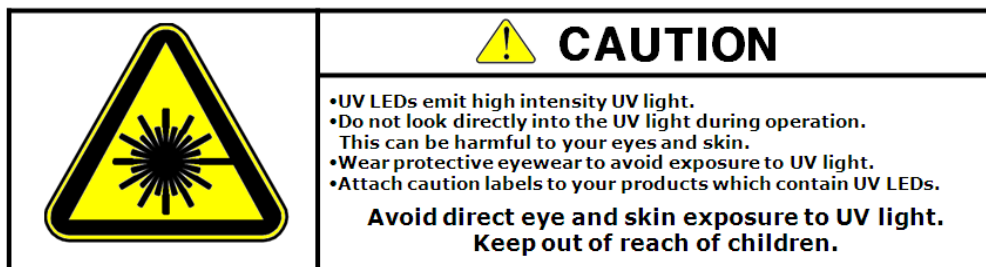 CAUTION
•UV LEDs emit high intensity UV light.
•Do not look directly into the UV light during operation.
This can be harmful to your eyes and skin.
•Wear protective eyewear to avoid exposure to UV light.
•Attach caution labels to your products which contain UV LEDs.
Avoid direct eye and skin exposure to UV light.
Keep out of reach of children.